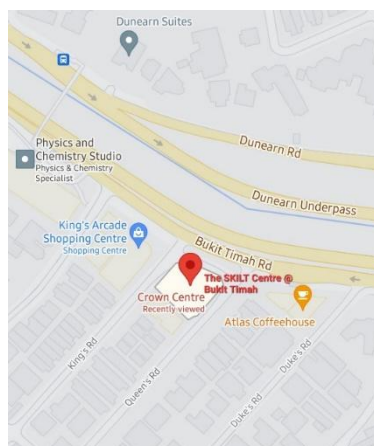 Dunearn Suites
Dunearn Rd
Physics and
Chemistry Studio
Physics & Chemistry
Specialist
Dunearn Underpass
King's Arcade
Shopping Centre
Shopping Centre
Bukit Timah Rd
The SKILT Centre @
Bukit Timah
Crown Centre
Recently viewed
Atlas Coffeehouse
King's Rd
Queen's Rd
Duke's Rd
Duke's Rd